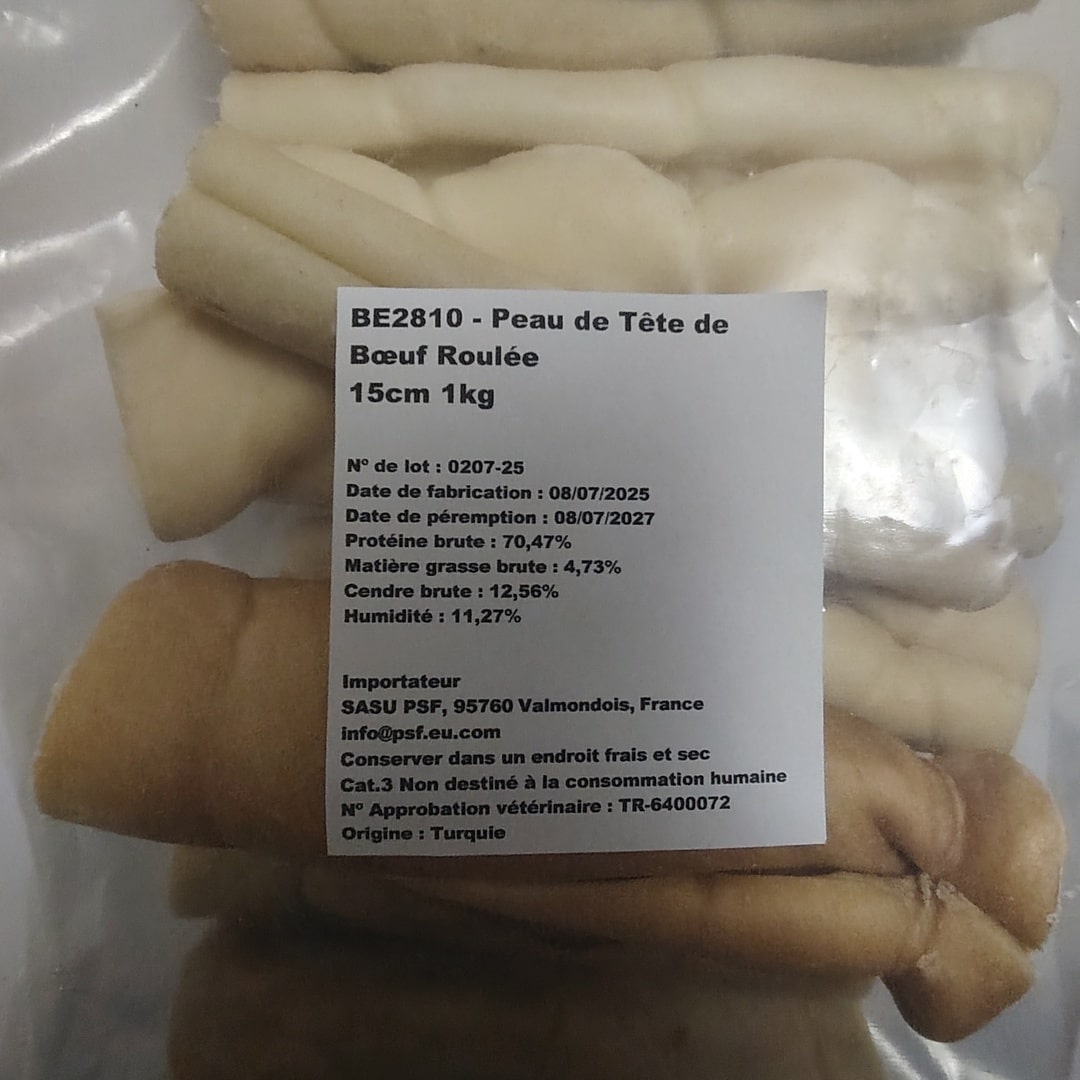 BE2810 - Peau de Tête de
Bœuf Roulée
15cm 1kg
N° de lot : 0207-25
Date de fabrication : 08/07/2025
Date de péremption : 08/07/2027
Protéine brute : 70,47%
Matière grasse brute : 4,73%
Cendre brute : 12,56%
Humidité : 11,27%
Importateur
SASU PSF, 95760 Valmondois, France
info@psf.eu.com
Conserver dans un endroit frais et sec
Cat.3 Non destiné à la consommation humaine
N° Approbation vétérinaire : TR-6400072
Origine : Turquie